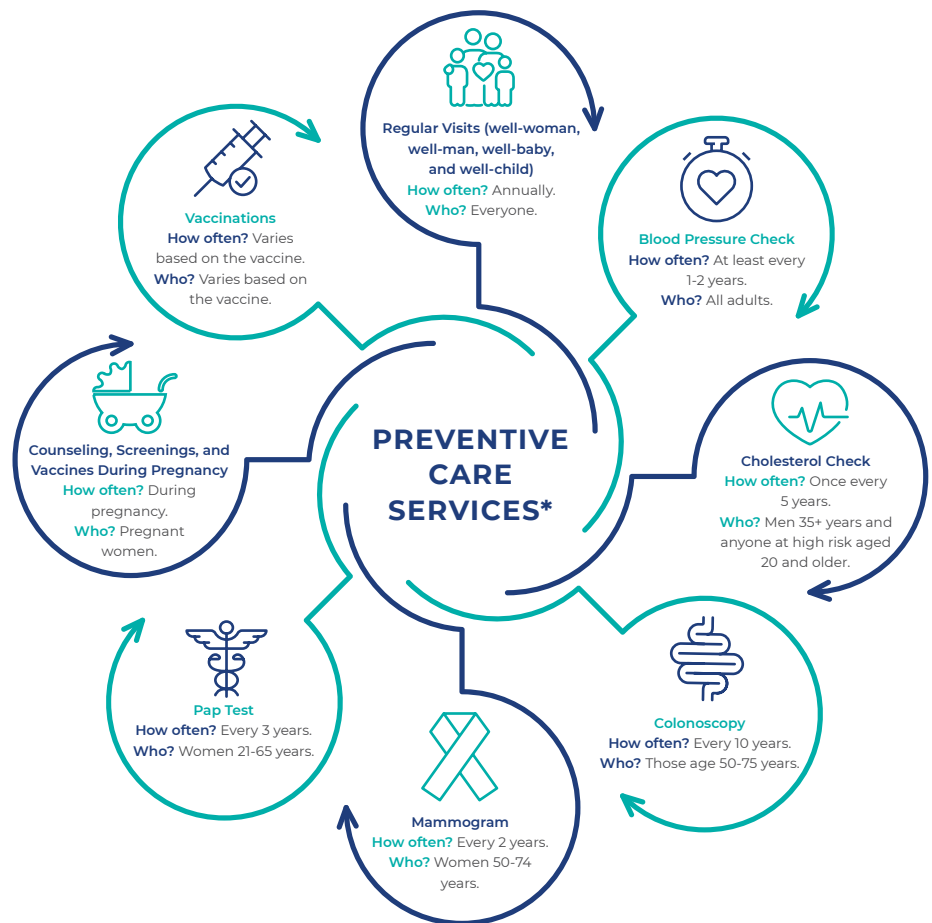 PREVENTIVE
CARE
SERVICES*
Regular Visits (well-woman,
well-man, well-baby,
and well-child)
How often? Annually.
Who? Everyone.
Blood Pressure Check
How often? At least every
1-2 years.
Who? All adults.
Cholesterol Check
How often? Once every
5 years.
Who? Men 35+ years and
anyone at high risk aged
20 and older.
Colonoscopy
How often? Every 10 years.
Who? Those age 50-75 years.
Mammogram
How often? Every 2 years.
Who? Women 50-74
years.
Pap Test
How often? Every 3 years.
Who? Women 21-65 years.
Counseling, Screenings, and
Vaccines During Pregnancy
How often? During
pregnancy.
Who? Pregnant
women.
Vaccinations
How often? Varies
based on the vaccine.
Who? Varies based on
the vaccine.